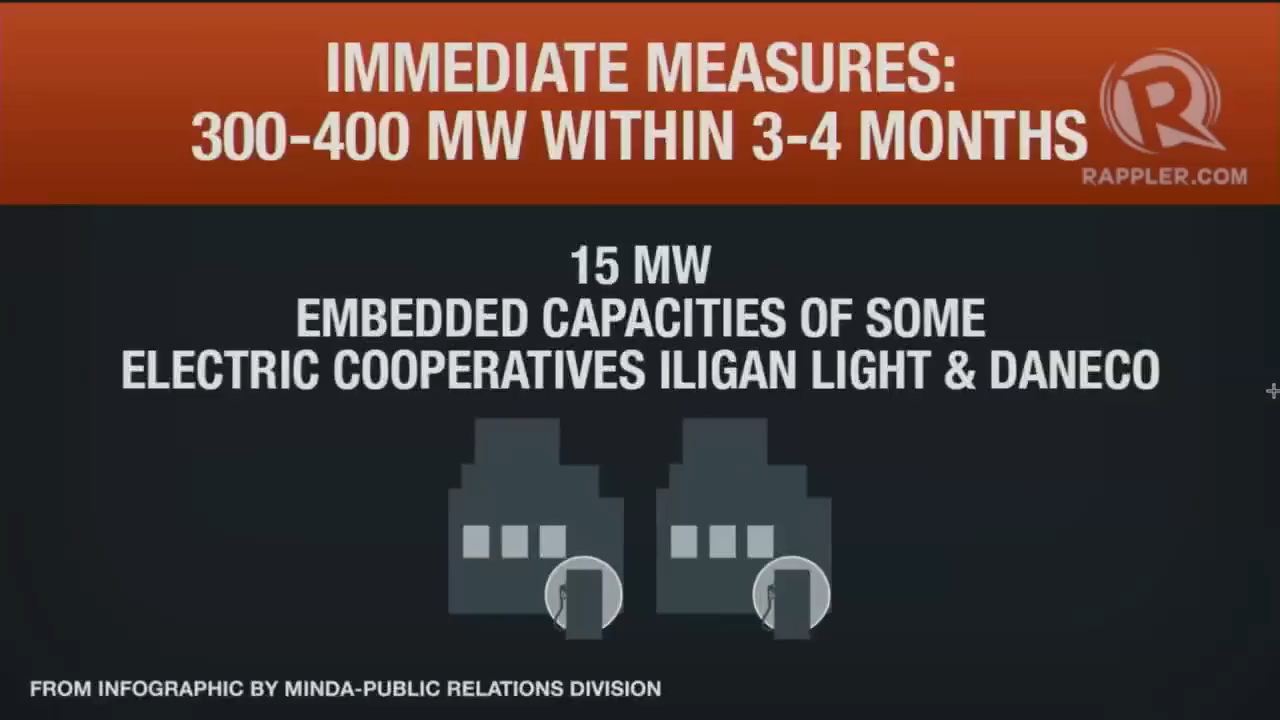 IMMEDIATE MEASURES:
300-400 MW WITHIN 3-4 MONTHS
RAPPLER.COM
15 MW
EMBEDDED CAPACITIES OF SOME
ELECTRIC COOPERATIVES ILIGAN LIGHT & DANECO
FROM INFOGRAPHIC BY MINDA-PUBLIC RELATIONS DIVISION